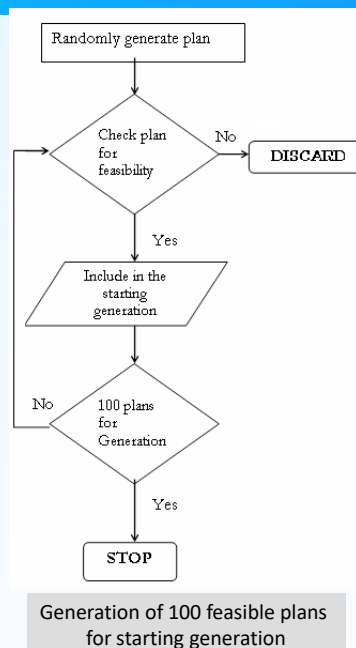 Randomly generate plan
Check plan
for
feasibility
No
DISCARD
Yes
Include in the
starting
generation
No
100 plans
for
Generation
Yes
STOP
Generation of 100 feasible plans
for starting generation